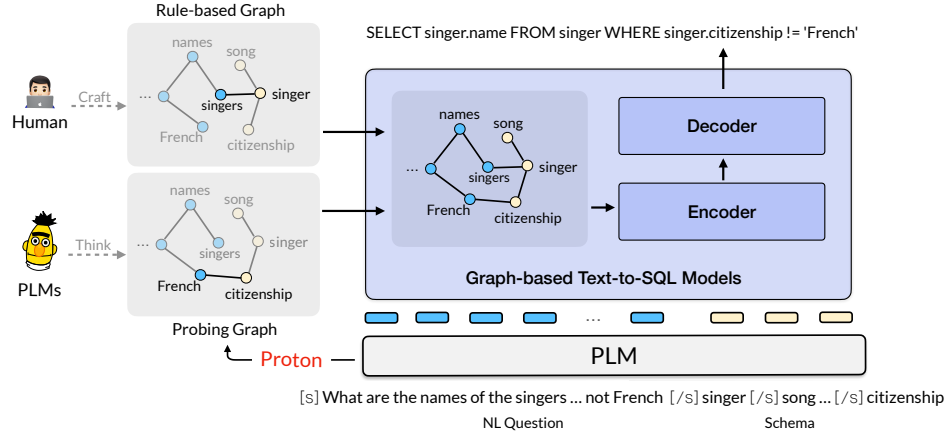 Rule-based Graph
names
song
...
singers
singer
French
citizenship
Human
Craft
names
song
...
singers
singer
French
citizenship
PLMs
Think
Probing Graph
Proton
SELECT singer.name FROM singer WHERE singer.citizenship != 'French'
names
song
...
singers
singer
French
citizenship
Decoder
Encoder
Graph-based Text-to-SQL Models
...
PLM
[S] What are the names of the singers ... not French [/S] singer [/S] song ... [/S] citizenship
NL Question
Schema